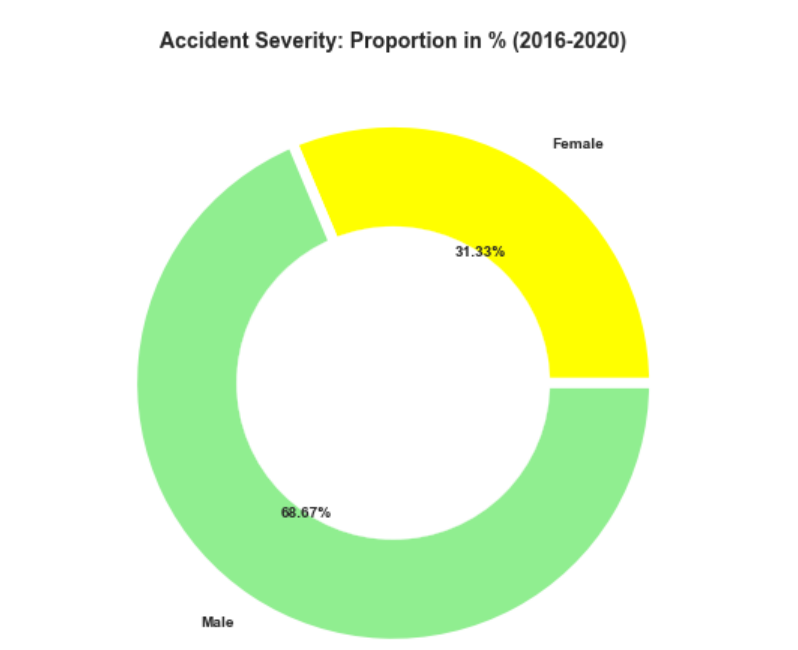 Accident Severity: Proportion in % (2016-2020)
Female
31.33%
68.67%
Male